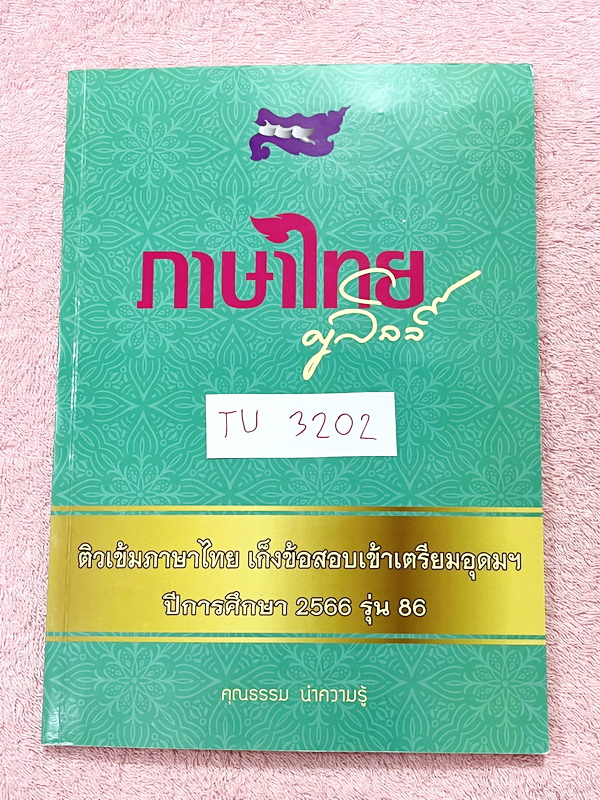 ภาษาไทย
TU 3202
ติวเข้มภาษาไทย เก็งข้อสอบเข้าเตรียมอุดมฯ
ปีการศึกษา 2566 รุ่น 86
คุณธรรม นำความรู้